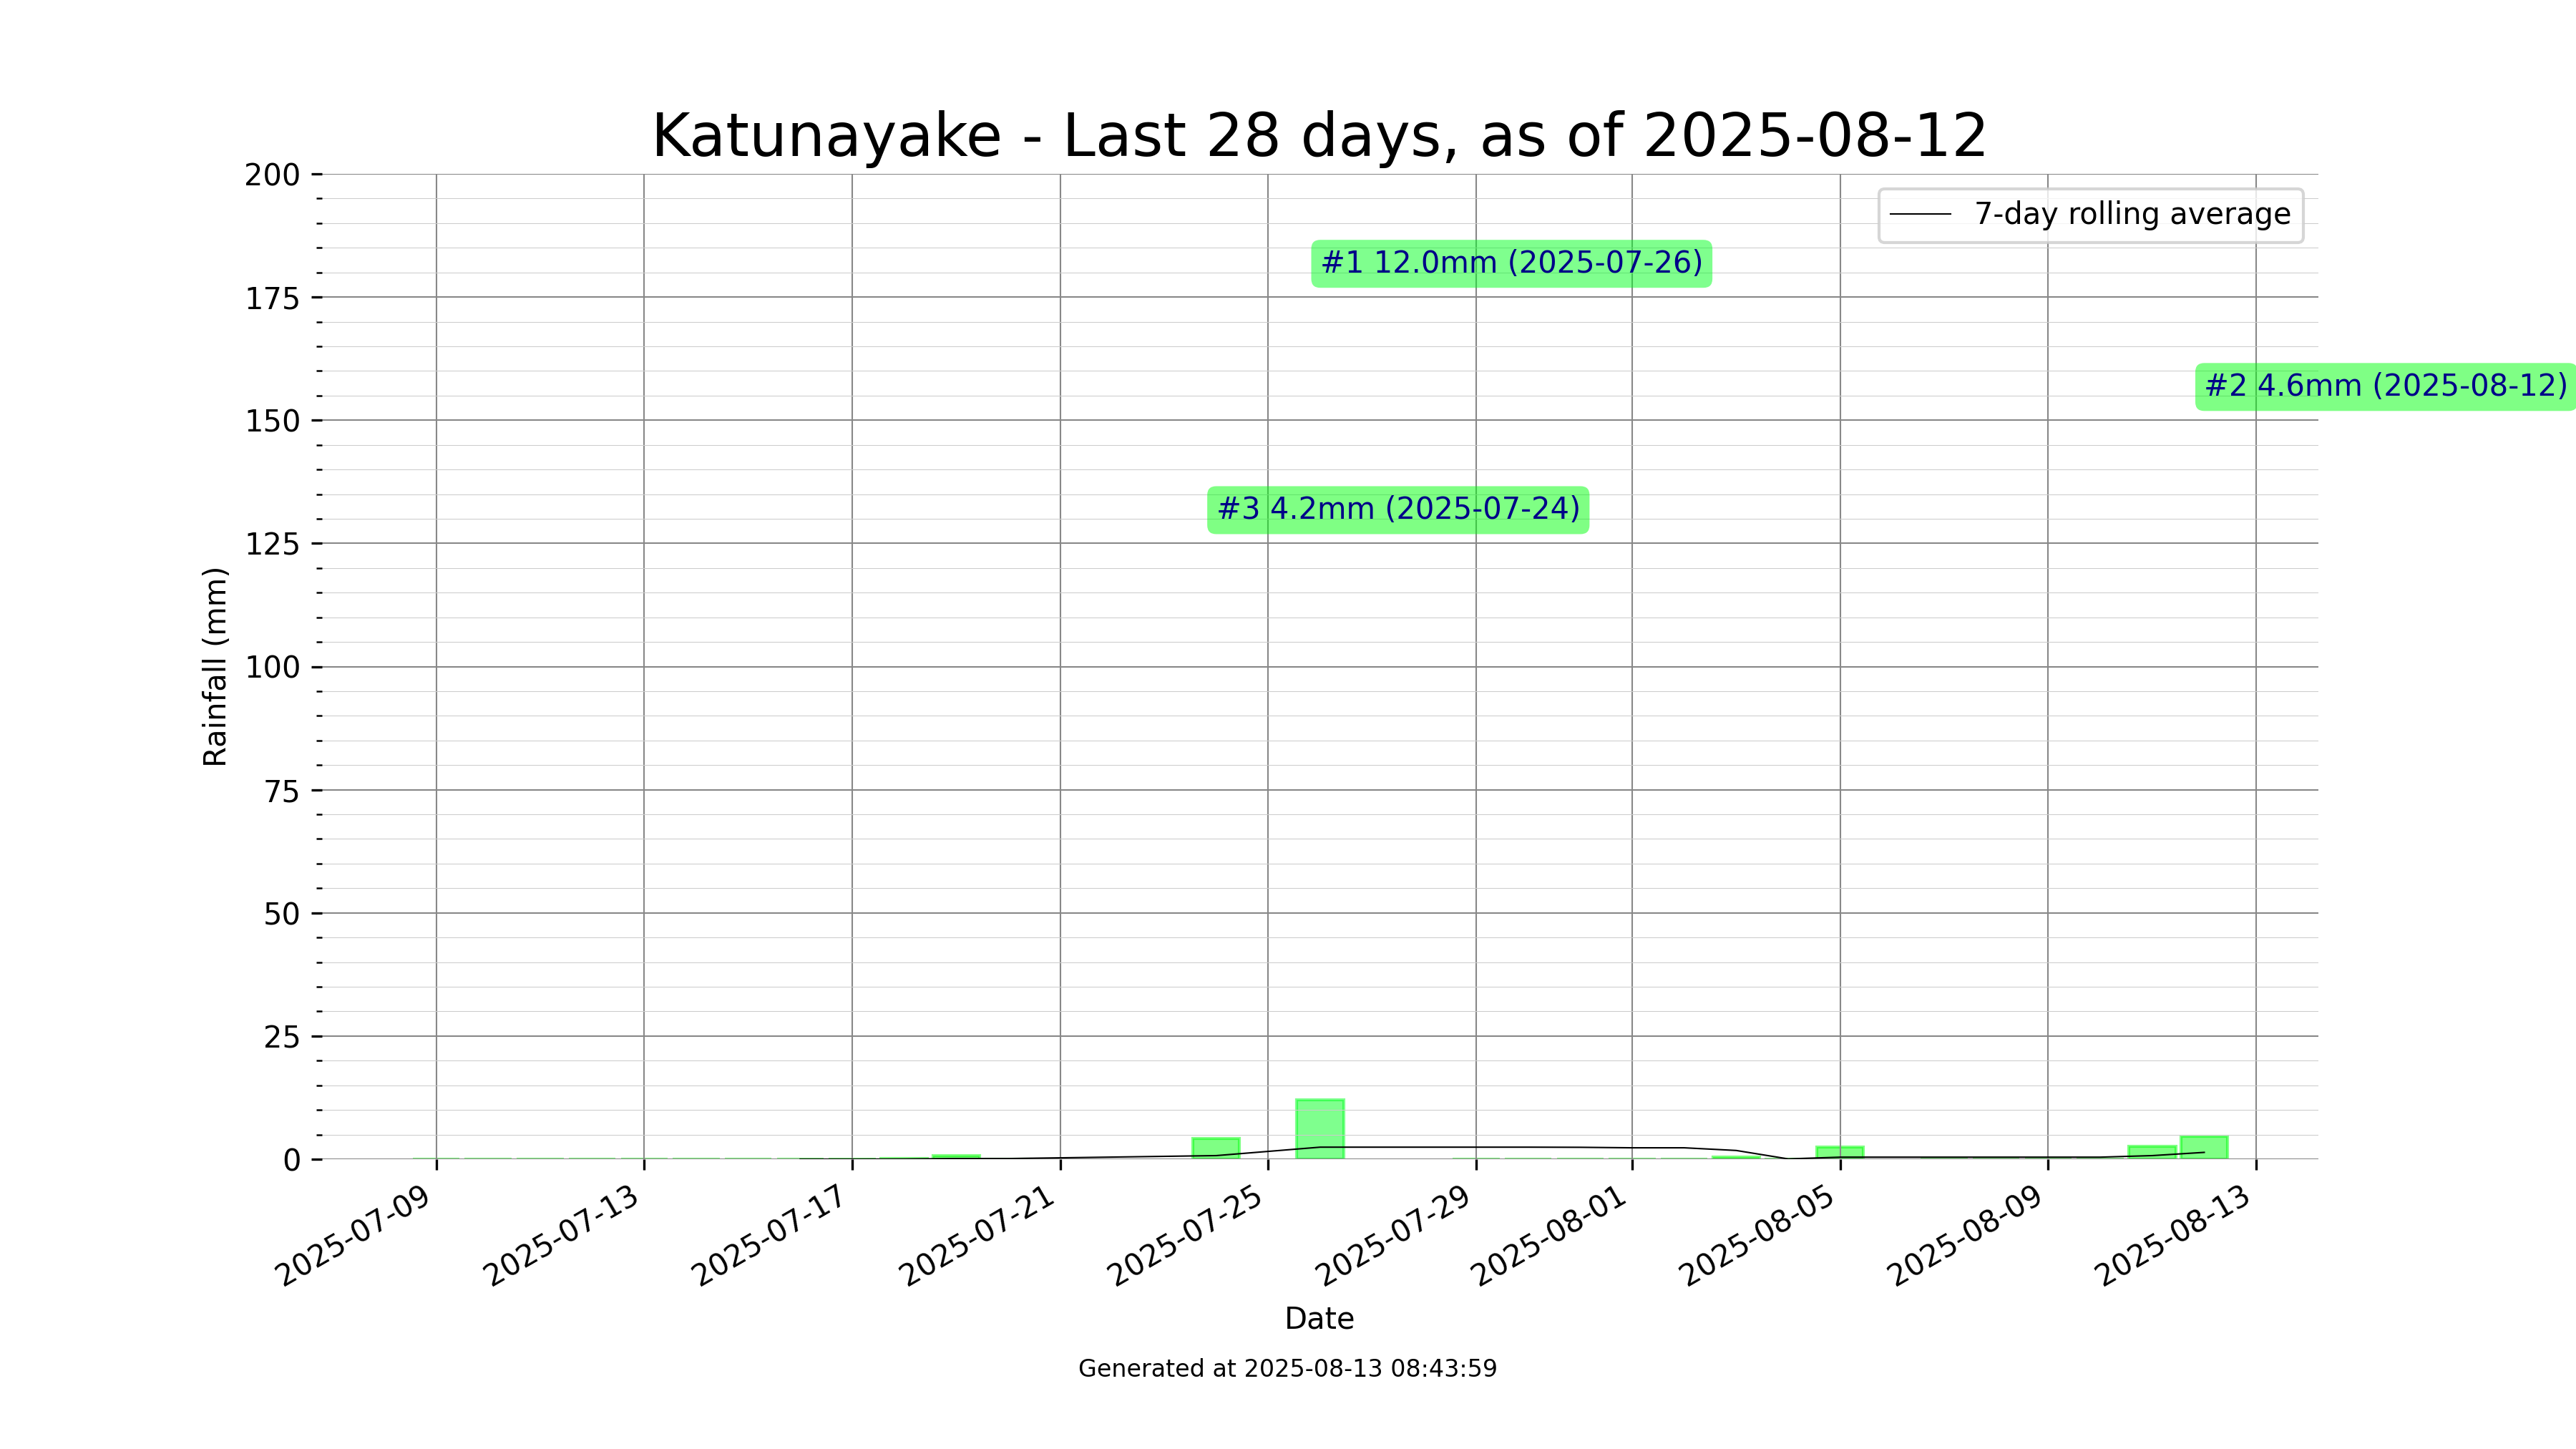 Katunayake - Last 28 days, as of 2025-08-12
7-day rolling average
#1 12.0mm (2025-07-26)
#2 4.6mm (2025-08-12)
#3 4.2mm (2025-07-24)
Rainfall (mm)
200
175
150
125
100
75
50
25
0
2025-07-09
2025-07-13
2025-07-17
2025-07-21
2025-07-25
2025-07-29
2025-08-01
2025-08-05
2025-08-09
2025-08-13
Date
Generated at 2025-08-13 08:43:59